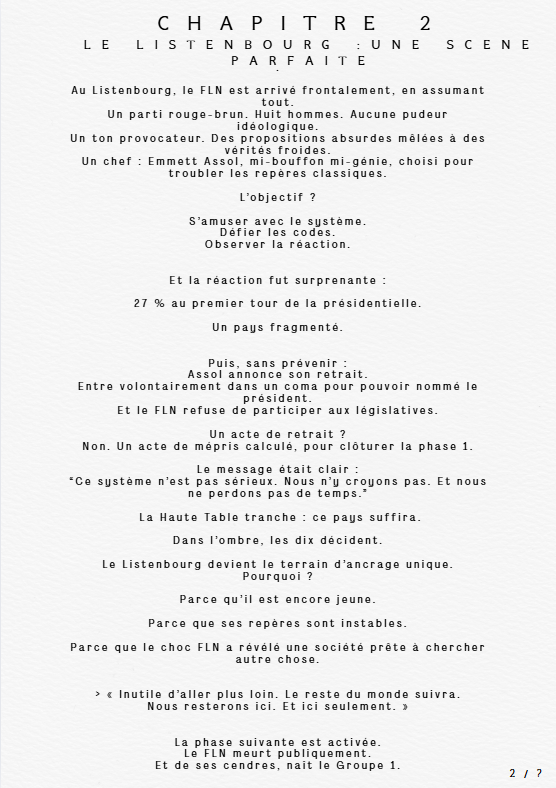 CHAPITRE 2
LE LISTENBOURG : UNE SCENE
PARFAITE
.
Au Listenbourg, le FLN est arrivé frontalement, en assumant
tout.
Un parti rouge-brun. Huit hommes. Aucune pudeur
idéologique.
Un ton provocateur. Des propositions absurdes mêlées à des
vérités froides.
Un chef : Emmett Assol, mi-bouffon mi-génie, choisi pour
troubler les repères classiques.
L'objectif ?
S'amuser avec le système.
Défier les codes.
Observer la réaction.
Et la réaction fut surprenante :
27 % au premier tour de la présidentielle.
Un pays fragmenté.
Puis, sans prévenir :
Assol annonce son retrait.
Entre volontairement dans un coma pour pouvoir nommé le
président.
Et le FLN refuse de participer aux législatives.
Un acte de retrait ?
Non. Un acte de mépris calculé, pour clôturer la phase 1.
Le message était clair :
"Ce système n'est pas sérieux. Nous n'y croyons pas. Et nous
ne perdons pas de temps."
La Haute Table tranche : ce pays suffira.
Dans l'ombre, les dix décident.
Le Listenbourg devient le terrain d'ancrage unique.
Pourquoi ?
Parce qu'il est encore jeune.
Parce que ses repères sont instables.
Parce que le choc FLN a révélé une société prête à chercher
autre chose.
> « Inutile d'aller plus loin. Le reste du monde suivra.
Nous resterons ici. Et ici seulement. »
La phase suivante est activée.
Le FLN meurt publiquement.
Et de ses cendres, naît le Groupe 1.
2 / ?